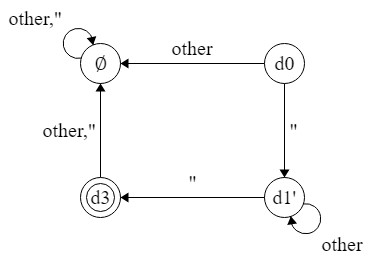 other,"
other
Ø
d0
other,"
"
"
d3
d1'
other